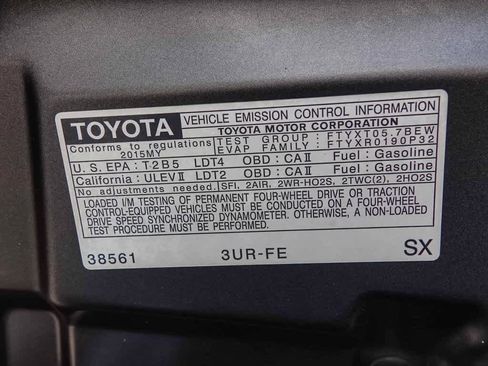 TOYOTA
VEHICLE EMISSION CONTROL INFORMATION
TOYOTA MOTOR CORPORATION
Conforms to regulations
2015MY
TEST GROUP : FTYXT05.7BEW
EVAP FAMILY : FTYXR0190P32
U.S. EPA : T2B5 LDT4 OBD : CAⅡ Fuel : Gasoline
California : ULEVⅡ LDT2 OBD : CAⅡ Fuel : Gasoline
No adjustments needed. SFI, 2AIR, 2WR-HO2S, 2TWC(2), 2HO2S
LOADED I/M TESTING OF PERMANENT FOUR-WHEEL DRIVE OR TRACTION
CONTROL-EQUIPPED VEHICLES MUST BE CONDUCTED ON A FOUR-WHEEL
DRIVE SPEED SYNCHRONIZED DYNAMOMETER. OTHERWISE, A NON-LOADED
TEST PROCEDURE MUST BE PERFORMED.
38561 3UR-FE SX